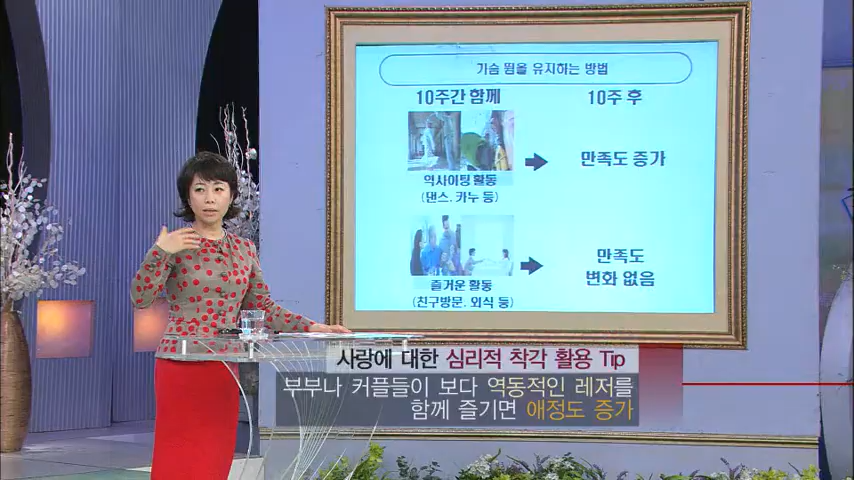 가슴 뜀을 유지하는 방법
10주간 함께
10주 후
역사이팅 활동
(댄스. 카누 등)
만족도 증가
즐거운 활동
(친구방문. 외식 등)
만족도
변화 없음
사랑에 대한 심리적 착각 활용 Tip
부부나 커플들이 보다 역동적인 레저를
함께 즐기면 애정도 증가